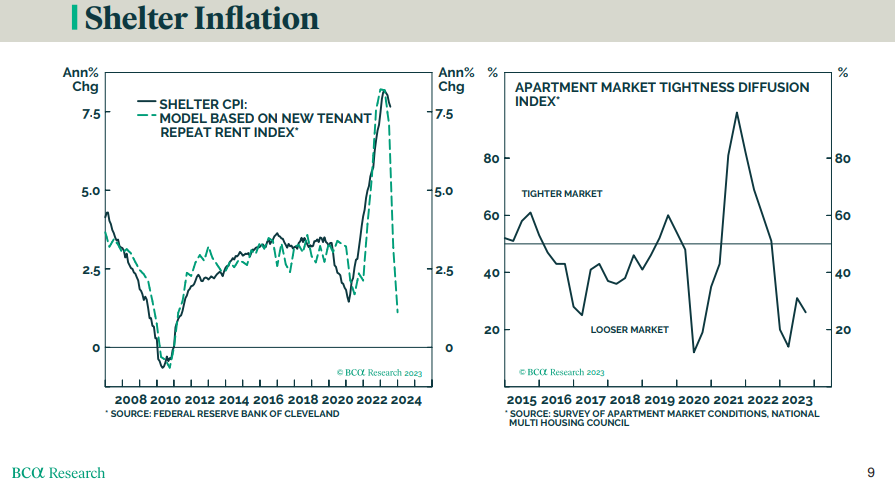 Shelter Inflation
Ann%
Chg
Ann%
Chg
SHELTER CPI:
MODEL BASED ON NEW TENANT
REPEAT RENT INDEX*
7.5
7.5
5.0
5.0
2.5
2.5
0
0
© BCα Research 2023
2008 2010 2012 2014 2016 2018 2020 2022 2024
* SOURCE: FEDERAL RESERVE BANK OF CLEVELAND
%
%
APARTMENT MARKET TIGHTNESS DIFFUSION
INDEX*
80
80
TIGHTER MARKET
60
60
40
40
LOOSER MARKET
20
20
© BCα Research 2023
2015 2016 2017 2018 2019 2020 2021 2022 2023
* SOURCE: SURVEY OF APARTMENT MARKET CONDITIONS, NATIONAL
MULTI HOUSING COUNCIL
BCα Research
9